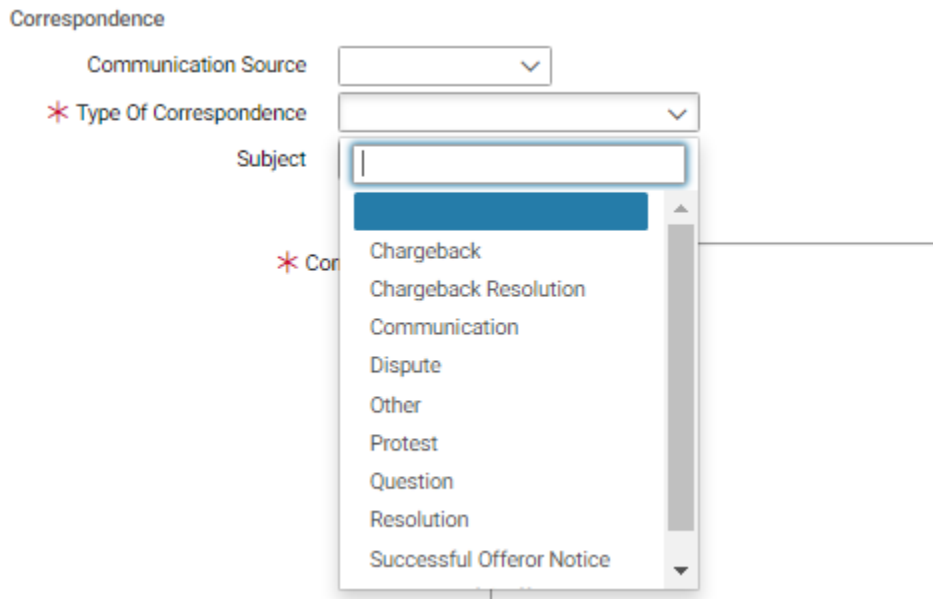 Correspondence
Communication Source
* Type Of Correspondence
Subject
* Cor
Chargeback
Chargeback Resolution
Communication
Dispute
Other
Protest
Question
Resolution
Successful Offeror Notice